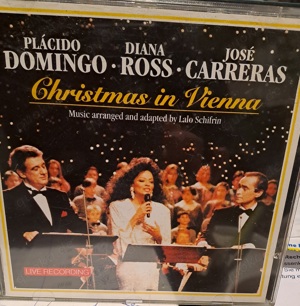 PLÁCIDO DIANA JOSÉ
DOMINGO · ROSS · CARRERAS
Christmas in Vienna
Music arranged and adapted by Lalo Schifrin
LIVE RECORDING